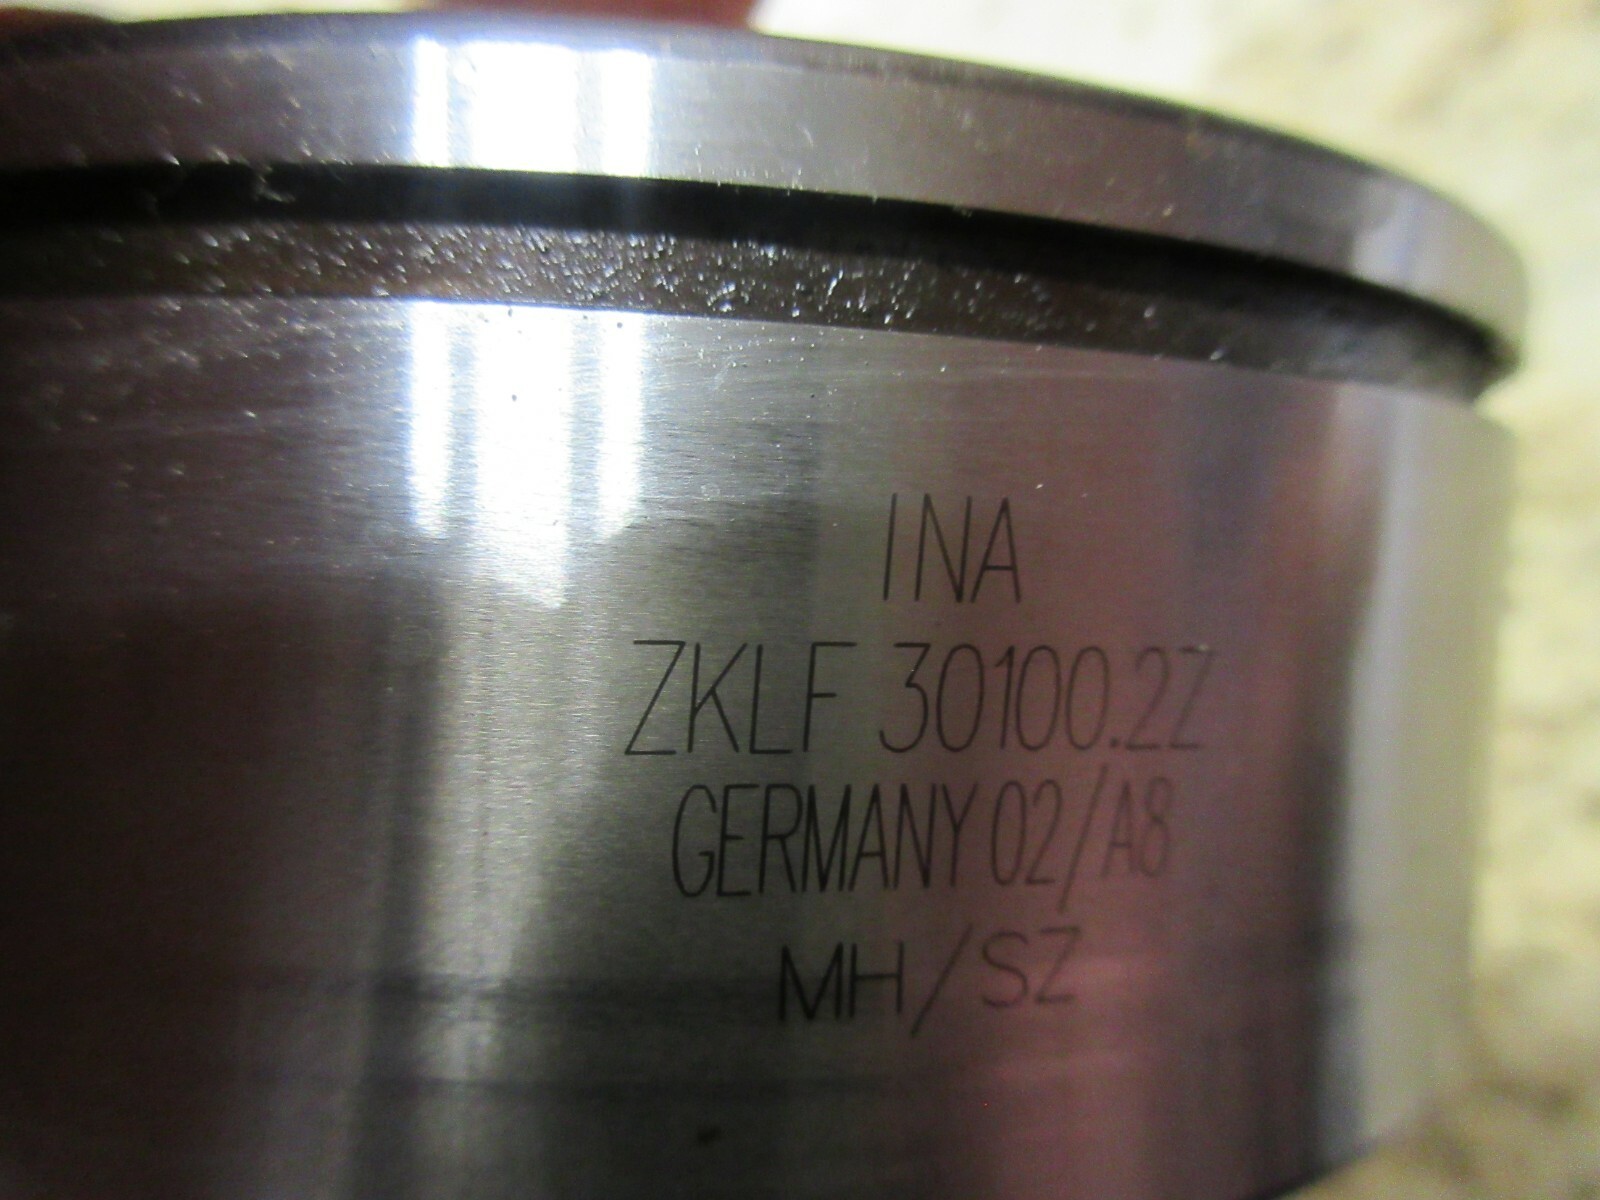 INA
ZKLF 30100.2Z
GERMANY 02/A8
MH/SZ